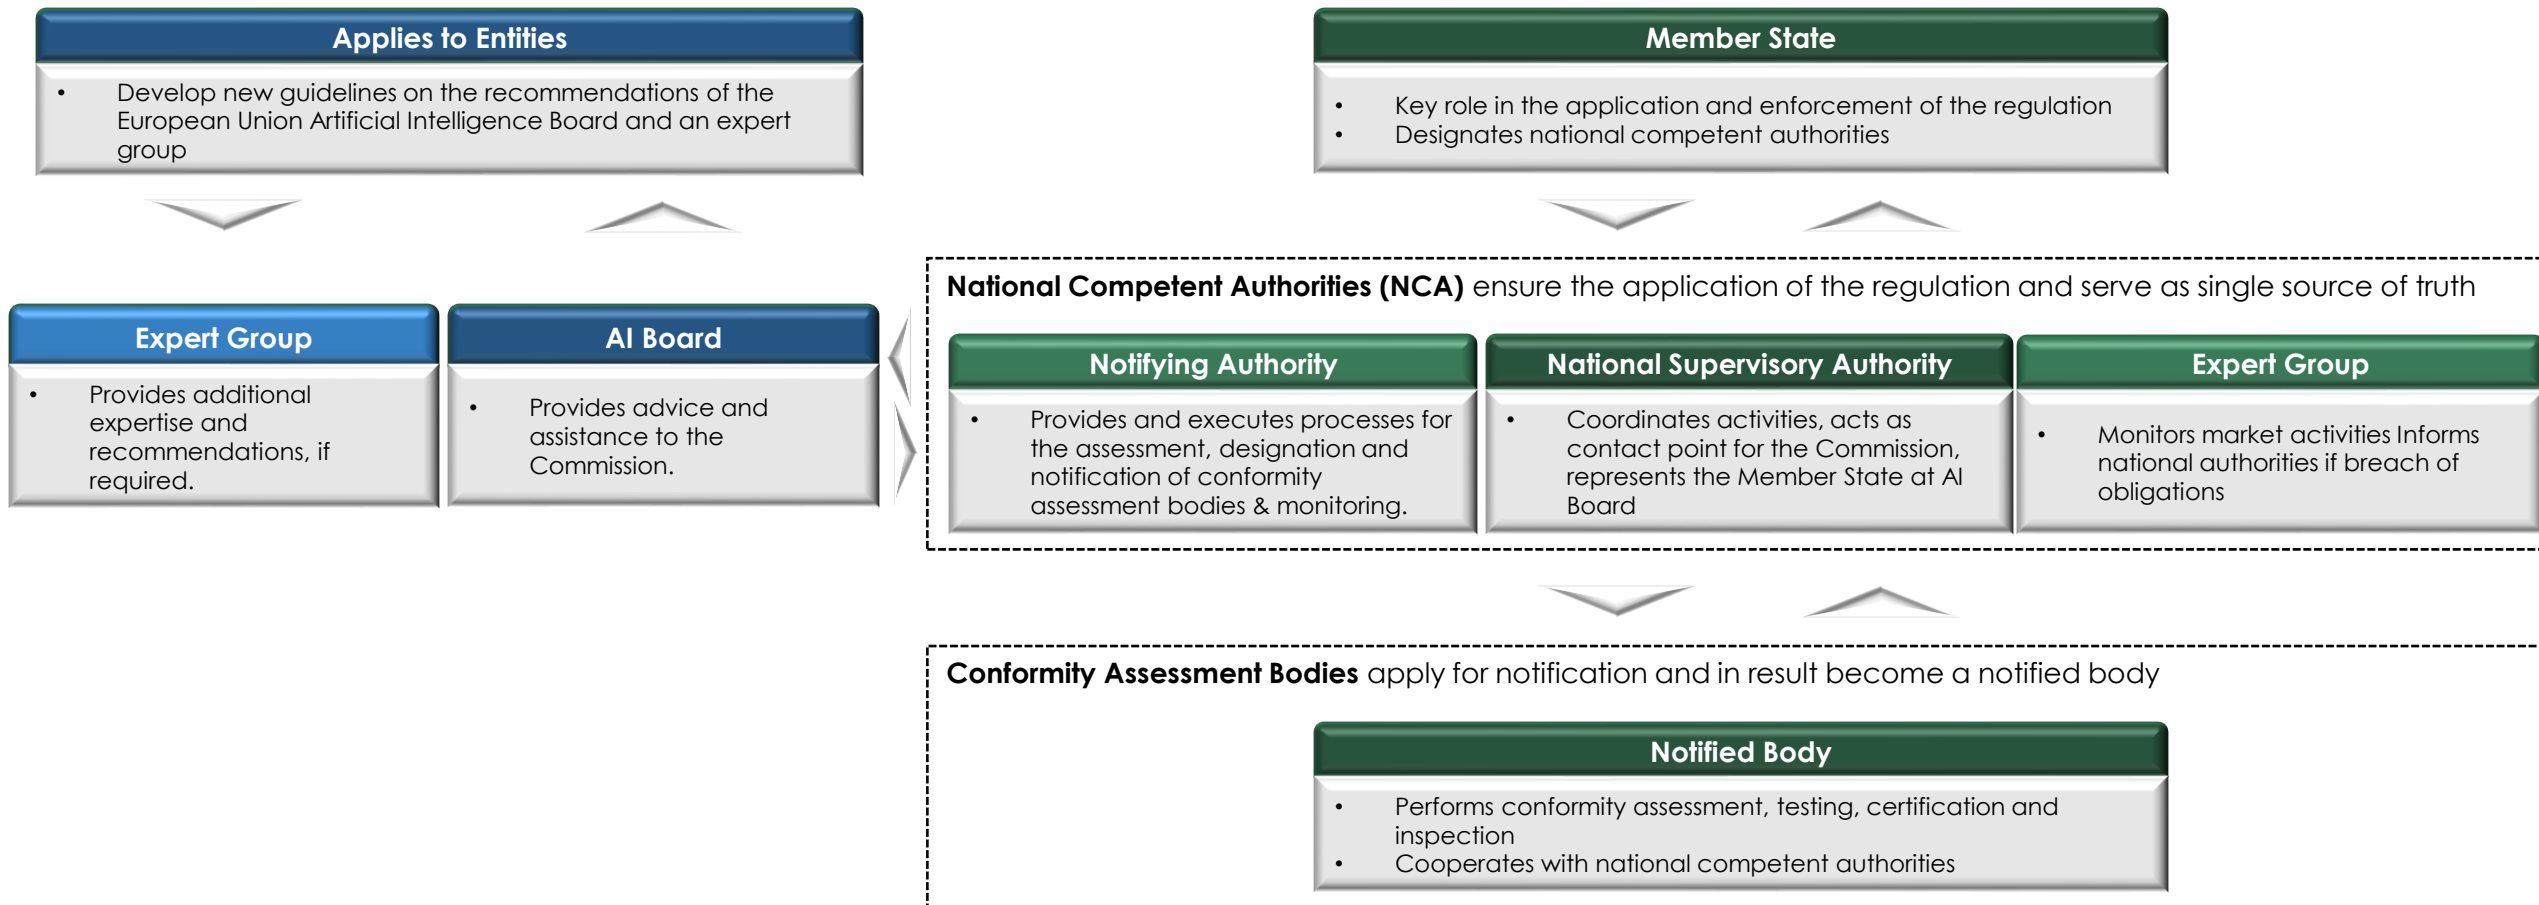 Applies to Entities
• Develop new guidelines on the recommendations of the
European Union Artificial Intelligence Board and an expert
group
Member State
• Key role in the application and enforcement of the regulation
• Designates national competent authorities
Expert Group
• Provides additional
expertise and
recommendations, if
required.
AI Board
• Provides advice and
assistance to the
Commission.
National Competent Authorities (NCA) ensure the application of the regulation and serve as single source of truth
Notifying Authority
• Provides and executes processes for
the assessment, designation and
notification of conformity
assessment bodies & monitoring.
National Supervisory Authority
• Coordinates activities, acts as
contact point for the Commission,
represents the Member State at AI
Board
Expert Group
• Monitors market activities Informs
national authorities if breach of
obligations
Conformity Assessment Bodies apply for notification and in result become a notified body
Notified Body
• Performs conformity assessment, testing, certification and
inspection
• Cooperates with national competent authorities